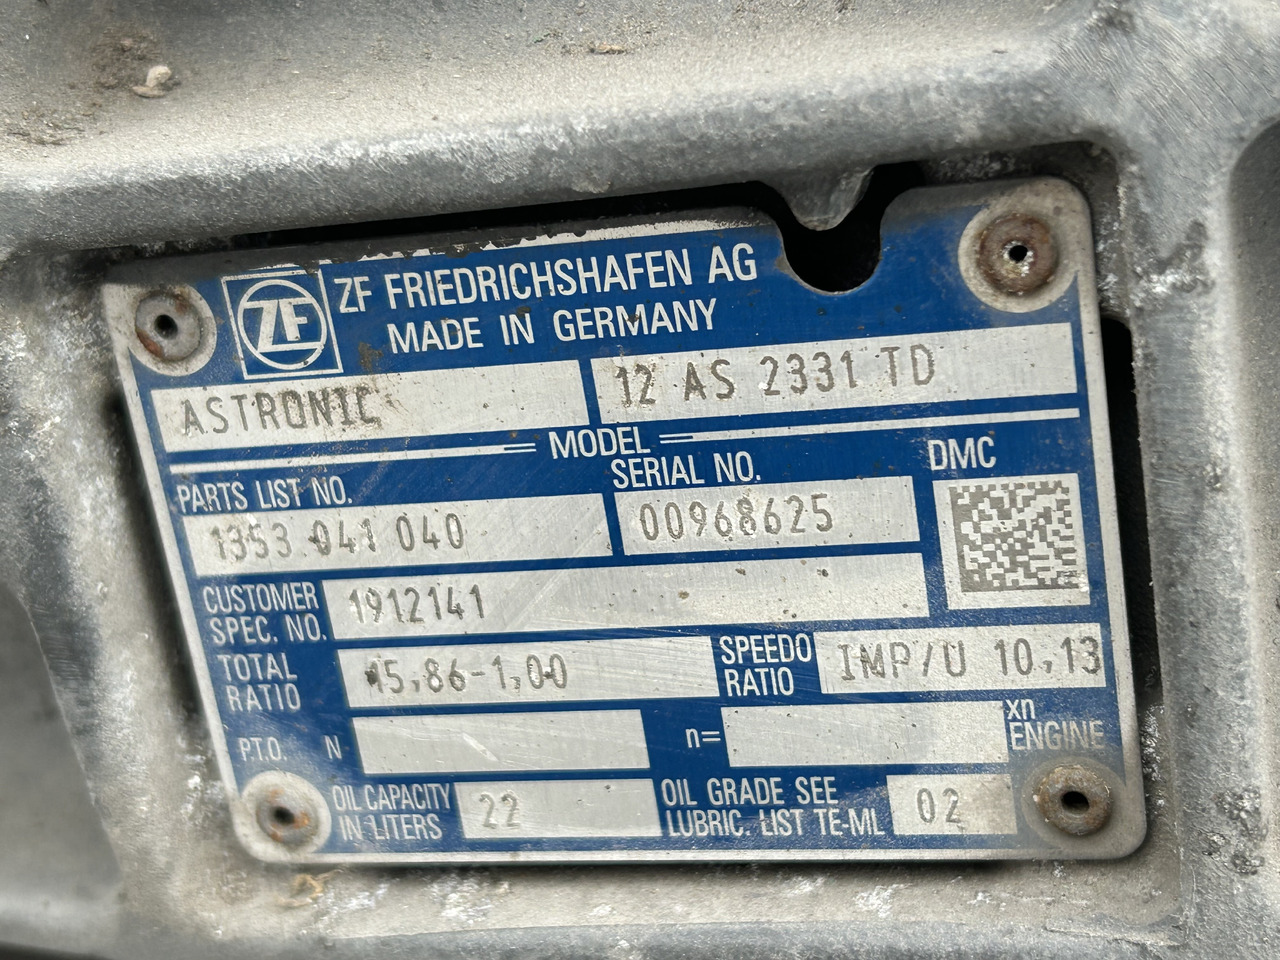 ZF
ZF FRIEDRICHSHAFEN AG
MADE IN GERMANY
ASTRONIC 12 AS 2331 TD
MODEL
PARTS LIST NO. SERIAL NO. DMC
1353 041 040 00968625
CUSTOMER
SPEC. NO. 1912141
TOTAL
RATIO 15,86-1,00
SPEEDO
RATIO IMP/U 10,13
P.T.O. N n= xn
ENGINE
OIL CAPACITY
IN LITERS 22
OIL GRADE SEE
LUBRIC. LIST TE-ML 02